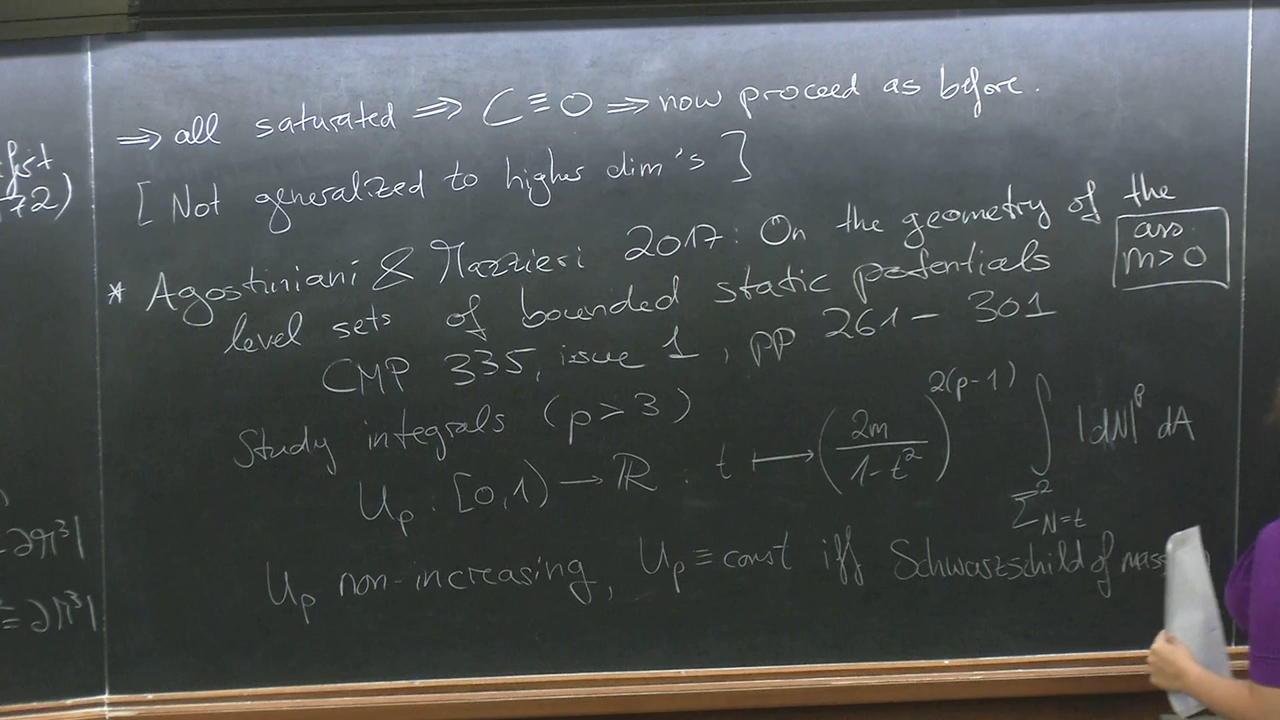 ⟹ all saturated ⟹ C≡0 ⟹ now proceed as before.
[ Not generalized to higher dim's ]
* Agostiniani & Mazzieri 2017: On the geometry of the
level sets of bounded static potentials
ass.
m>0
CMP 335, issue 1, pp 261 – 301
Study integrals (p>3)
U_p : [0,1) → ℝ : t ⟼ (2m/(1-t²))^{2(p-1)} ∫_{Σ²_{N=t}} |dN|^p dA
U_p non-increasing, U_p ≡ const iff Schwarzschild of mass
72)